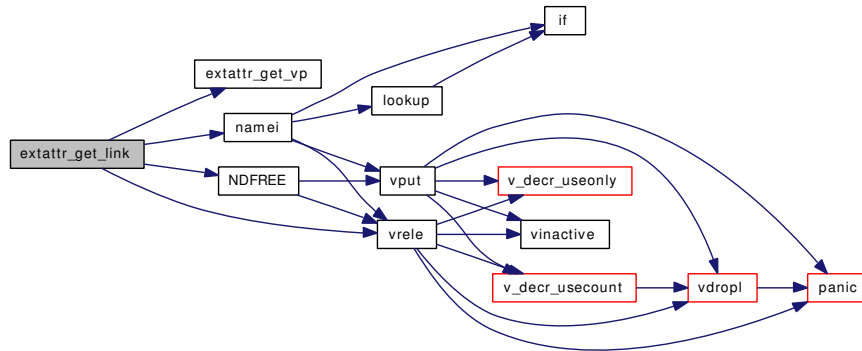 if
extattr_get_vp
lookup
namei
extattr_get_link
NDFREE
vput
v_decr_useonly
vrele
vinactive
v_decr_usecount
vdropl
panic